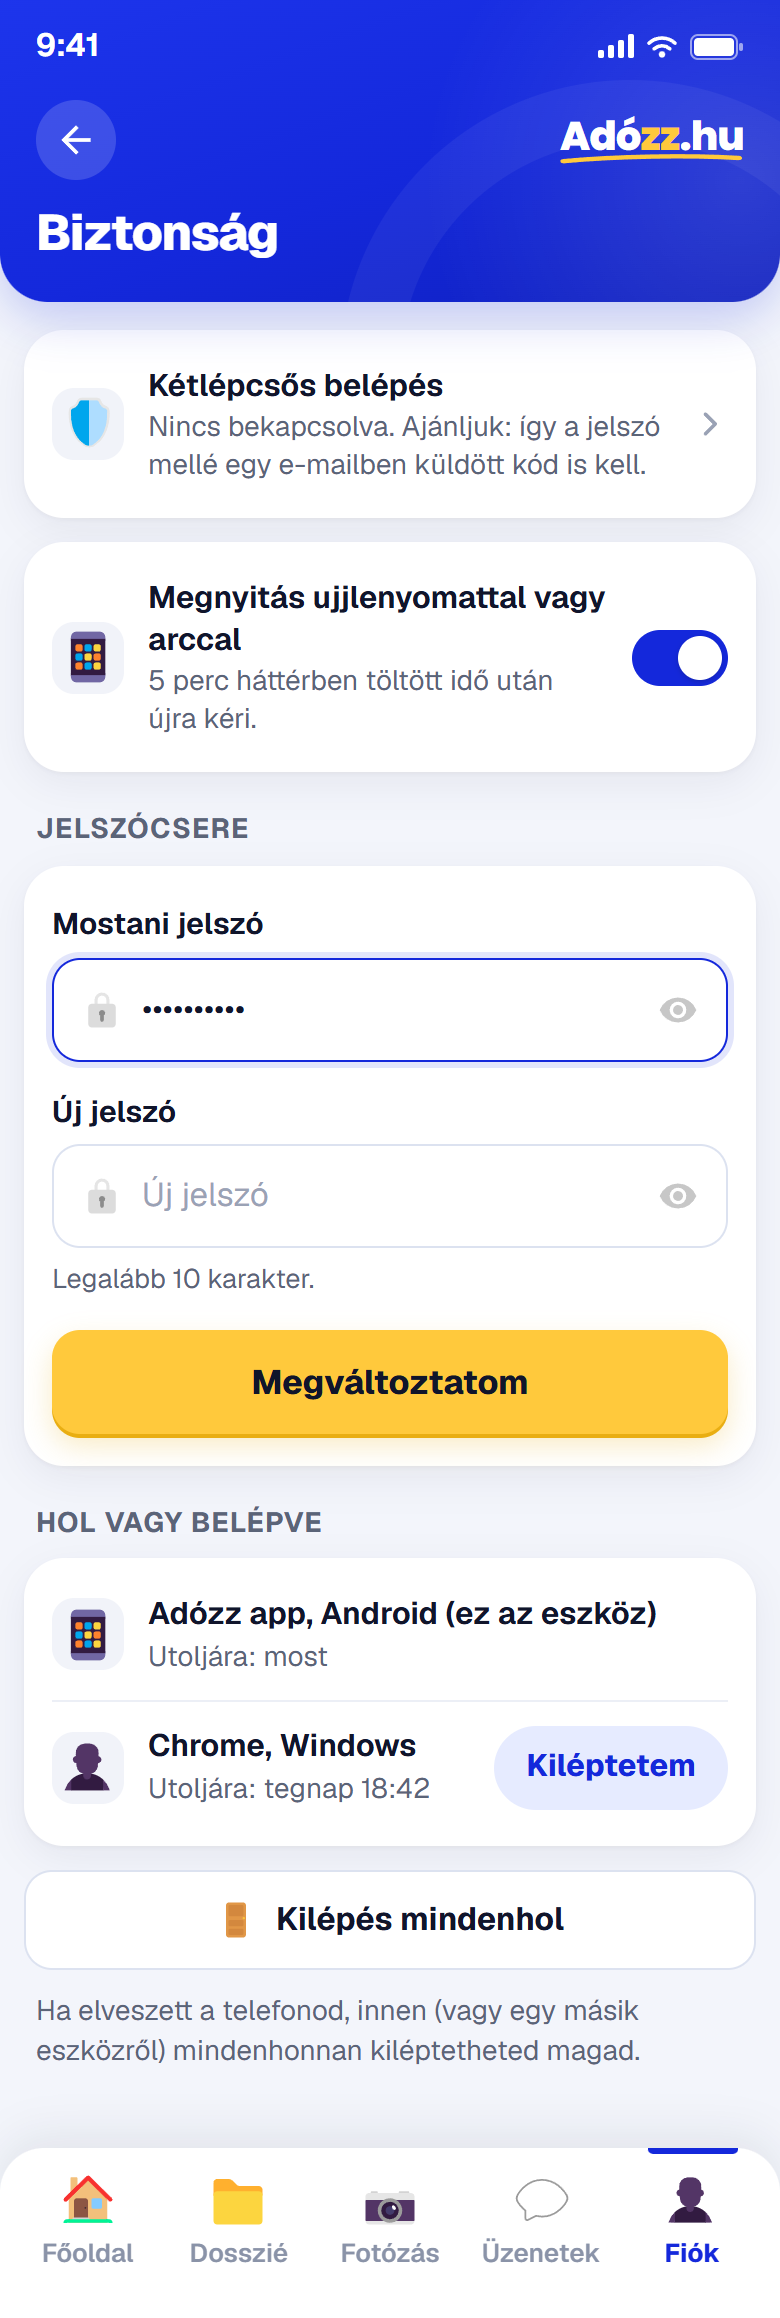 9:41
Adózz.hu
Biztonság
Kétlépcsős belépés
Nincs bekapcsolva. Ajánljuk: így a jelszó
mellé egy e-mailben küldött kód is kell.
Megnyitás ujjlenyomattal vagy
arccal
5 perc háttérben töltött idő után
újra kéri.
JELSZÓCSERE
Mostani jelszó
••••••••••
Új jelszó
Új jelszó
Legalább 10 karakter.
Megváltoztatom
HOL VAGY BELÉPVE
Adózz app, Android (ez az eszköz)
Utoljára: most
Chrome, Windows
Utoljára: tegnap 18:42
Kiléptetem
Kilépés mindenhol
Ha elveszett a telefonod, innen (vagy egy másik
eszközről) mindenhonnan kiléptetheted magad.
Főoldal
Dosszié
Fotózás
Üzenetek
Fiók